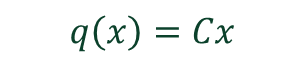 q(x) = Cx